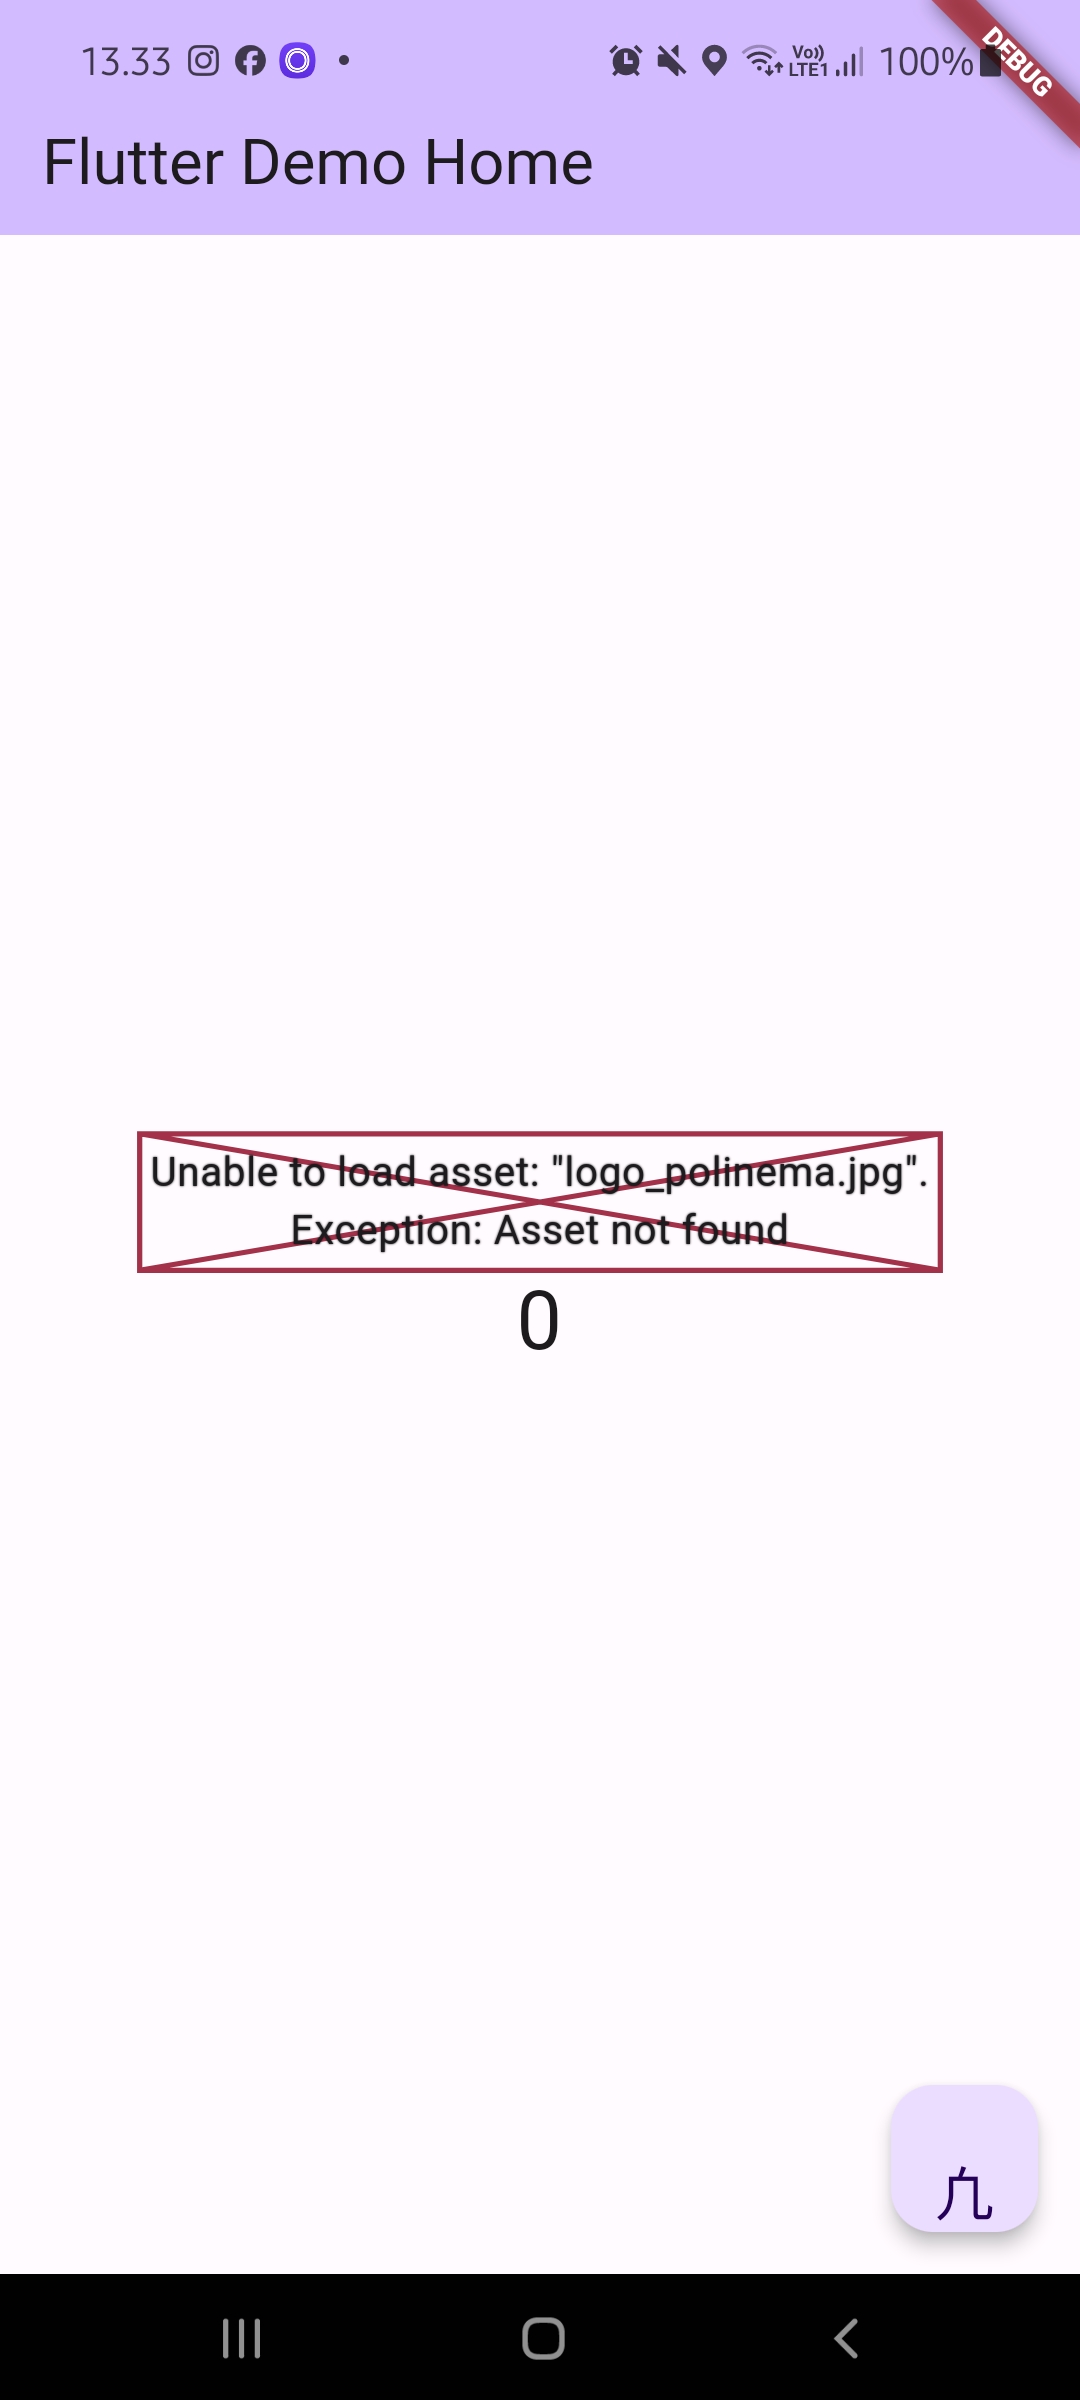 13.33
Vo))
LTE1
100%
DEBUG
Flutter Demo Home
Unable to load asset: "logo_polinema.jpg".
Exception: Asset not found
0